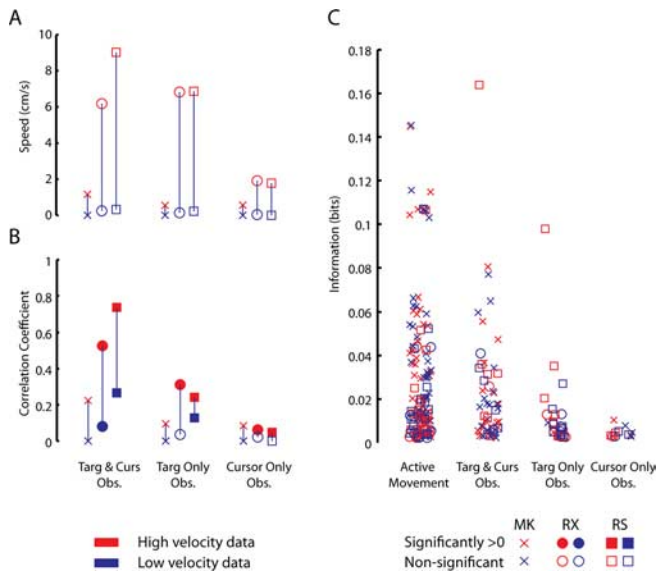 A
Speed (cm/s)
10
8
6
4
2
0
B
Correlation Coefficient
1
0.8
0.6
0.4
0.2
0
Targ & Curs Obs.
Targ Only Obs.
Cursor Only Obs.
High velocity data
Low velocity data
C
Information (bits)
0.18
0.16
0.14
0.12
0.1
0.08
0.06
0.04
0.02
0
Active Movement
Targ & Curs Obs.
Targ Only Obs.
Cursor Only Obs.
MK RX RS
Significantly >0
Non-significant